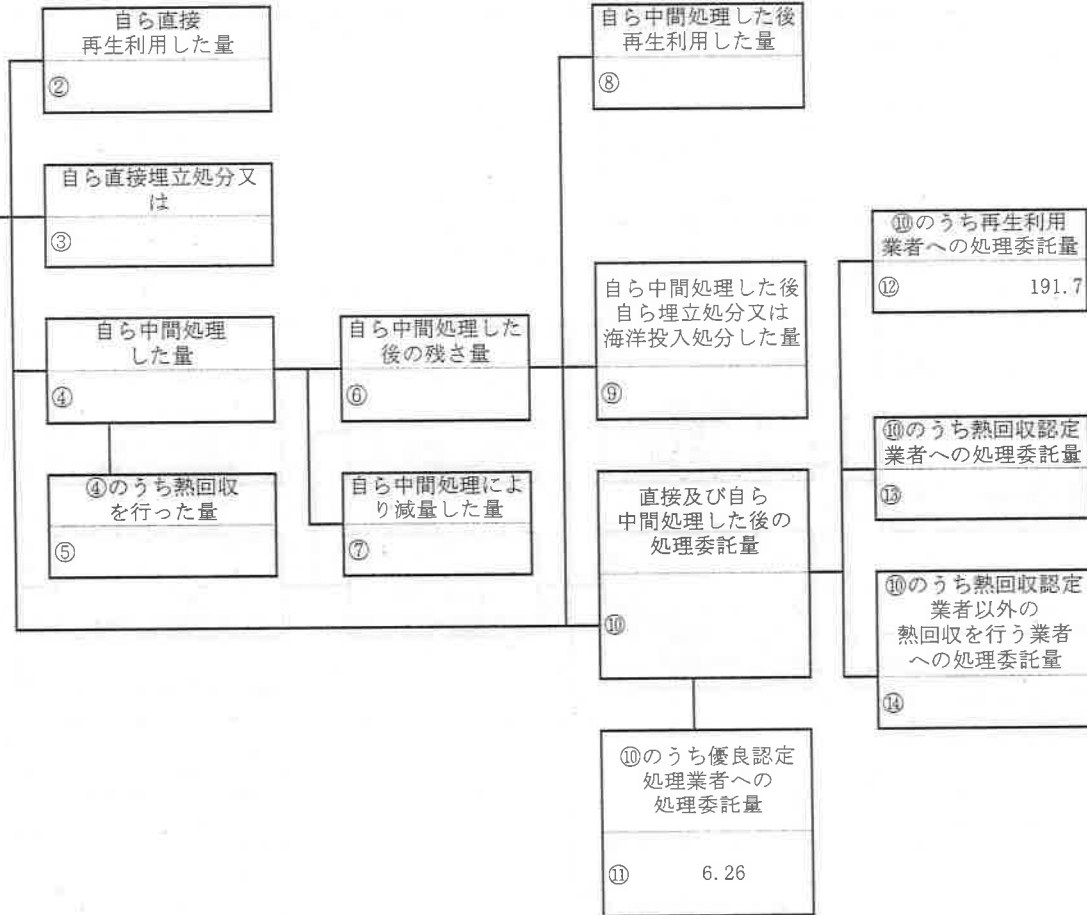 自ら直接
再生利用した量
②
自ら直接埋立処分又
は
③
自ら中間処理
した量
④
④のうち熱回収
を行った量
⑤
自ら中間処理した
後の残さ量
⑥
自ら中間処理によ
り減量した量
⑦
自ら中間処理した後
再生利用した量
⑧
自ら中間処理した後
自ら埋立処分又は
海洋投入処分した量
⑨
直接及び自ら
中間処理した後の
処理委託量
⑩
⑩のうち優良認定
処理業者への
処理委託量
⑪ 6.26
⑩のうち再生利用
業者への処理委託量
⑫ 191.7
⑩のうち熱回収認定
業者への処理委託量
⑬
⑩のうち熱回収認定
業者以外の
熱回収を行う業者
への処理委託量
⑭